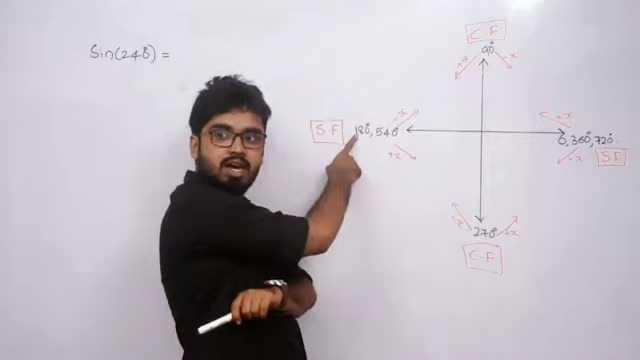 Sin(240°) =
C F
90°
-x
+x
S.F
180°, 540°
-x
+x
0, 360°, 720°
+x
S F
-x
+x
270°
C.F